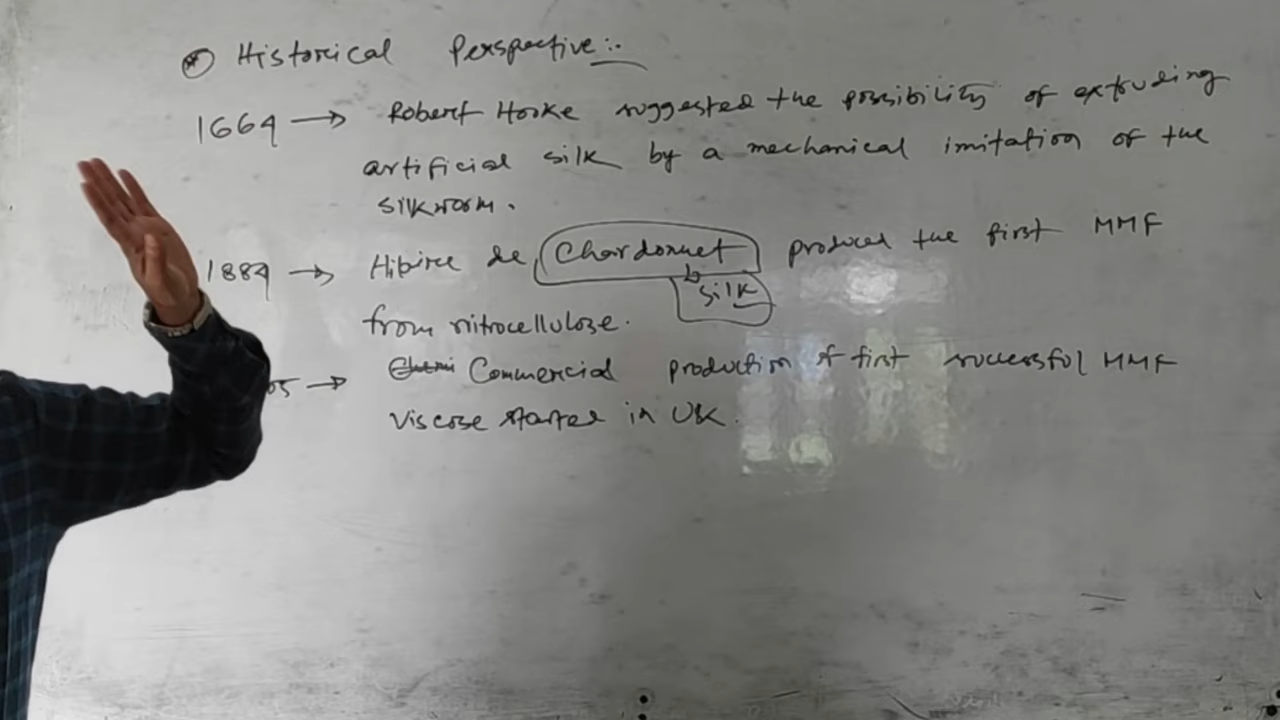 * Historical Perspective:-
1664 → Robert Hooke suggested the possibility of extruding
artificial silk by a mechanical imitation of the
silkworm.
1884 → de Chardonnet produced the first MMF
silk
from nitrocellulose.
05 → Commercial production of first successful MMF
Viscose started in UK.